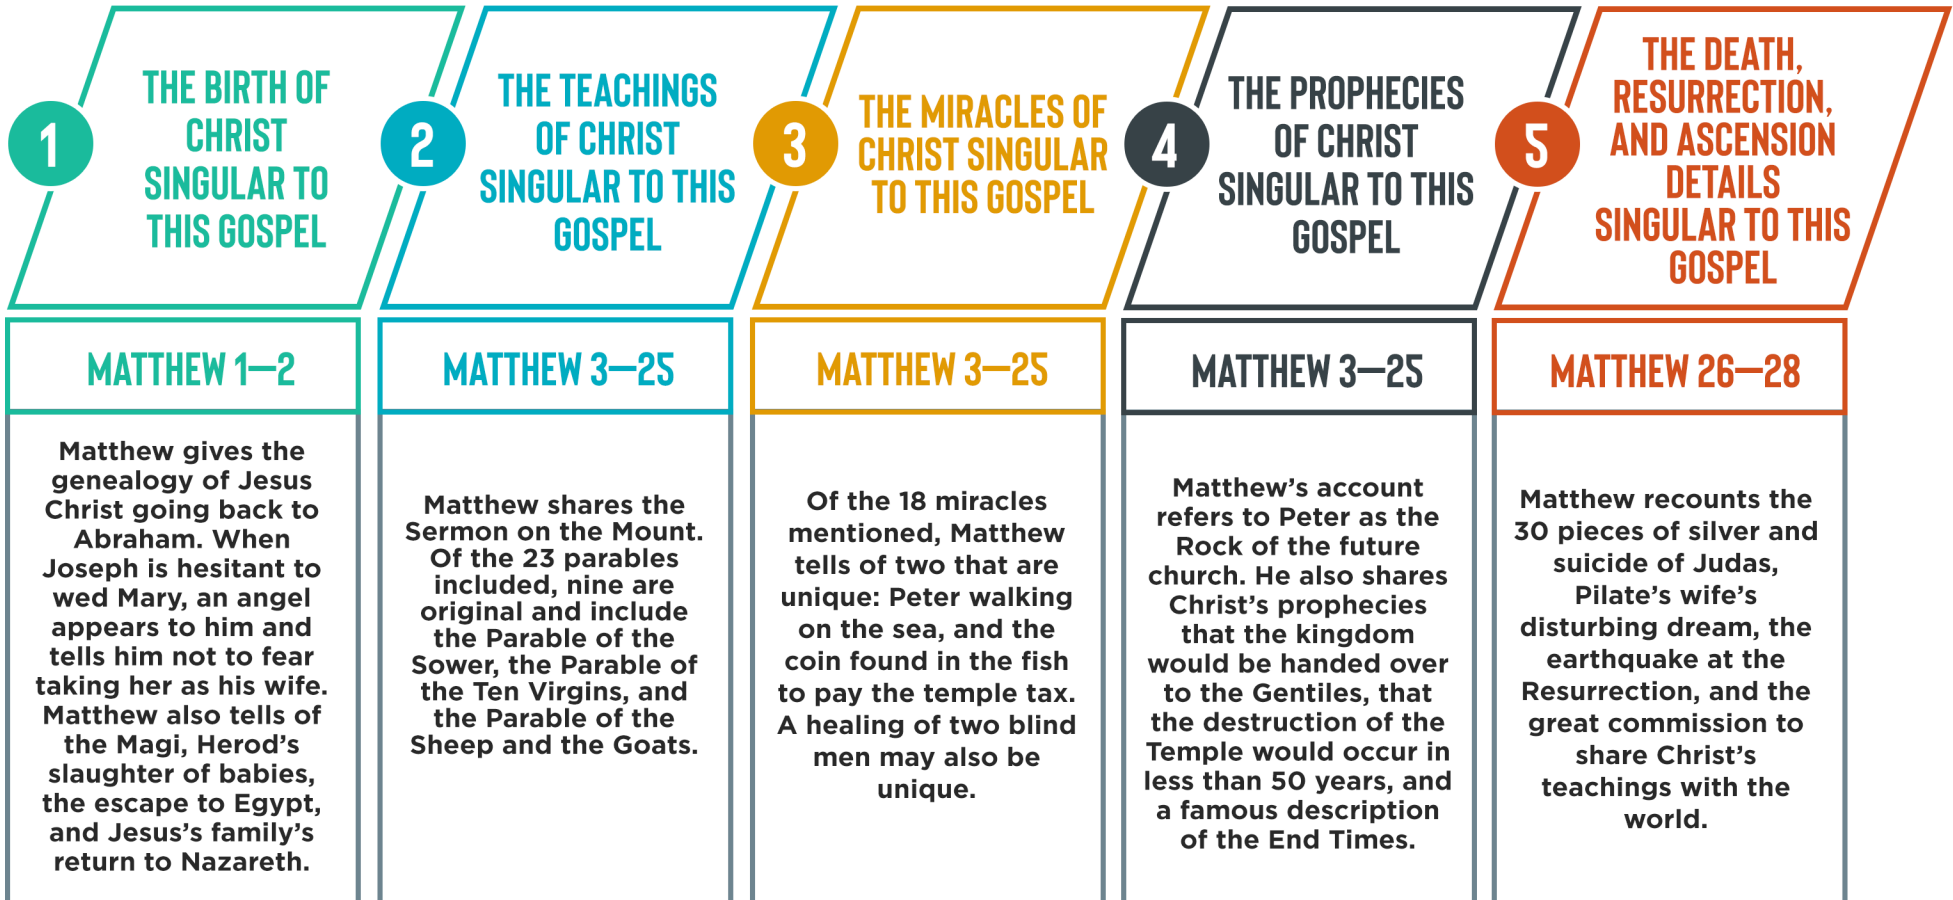 1
THE BIRTH OF
CHRIST
SINGULAR TO
THIS GOSPEL
MATTHEW 1—2
Matthew gives the
genealogy of Jesus
Christ going back to
Abraham. When
Joseph is hesitant to
wed Mary, an angel
appears to him and
tells him not to fear
taking her as his wife.
Matthew also tells of
the Magi, Herod's
slaughter of babies,
the escape to Egypt,
and Jesus's family's
return to Nazareth.
2
THE TEACHINGS
OF CHRIST
SINGULAR TO THIS
GOSPEL
MATTHEW 3—25
Matthew shares the
Sermon on the Mount.
Of the 23 parables
included, nine are
original and include
the Parable of the
Sower, the Parable of
the Ten Virgins, and
the Parable of the
Sheep and the Goats.
3
THE MIRACLES OF
CHRIST SINGULAR
TO THIS GOSPEL
MATTHEW 3—25
Of the 18 miracles
mentioned, Matthew
tells of two that are
unique: Peter walking
on the sea, and the
coin found in the fish
to pay the temple tax.
A healing of two blind
men may also be
unique.
4
THE PROPHECIES
OF CHRIST
SINGULAR TO THIS
GOSPEL
MATTHEW 3—25
Matthew's account
refers to Peter as the
Rock of the future
church. He also shares
Christ's prophecies
that the kingdom
would be handed over
to the Gentiles, that
the destruction of the
Temple would occur in
less than 50 years, and
a famous description
of the End Times.
5
THE DEATH,
RESURRECTION,
AND ASCENSION
DETAILS
SINGULAR TO THIS
GOSPEL
MATTHEW 26—28
Matthew recounts the
30 pieces of silver and
suicide of Judas,
Pilate's wife's
disturbing dream, the
earthquake at the
Resurrection, and the
great commission to
share Christ's
teachings with the
world.